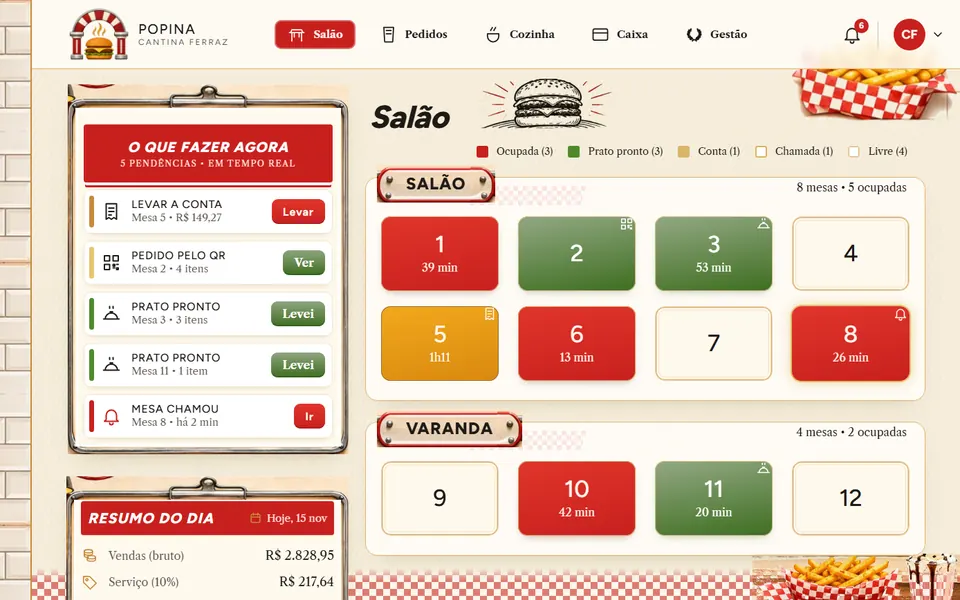 POPINA
CANTINA FERRAZ
Salão
Pedidos
Cozinha
Caixa
Gestão
6
CF
O QUE FAZER AGORA
5 PENDÊNCIAS • EM TEMPO REAL
LEVAR A CONTA
Mesa 5 • R$ 149,27
Levar
PEDIDO PELO QR
Mesa 2 • 4 itens
Ver
PRATO PRONTO
Mesa 3 • 3 itens
Levei
PRATO PRONTO
Mesa 11 • 1 item
Levei
MESA CHAMOU
Mesa 8 • há 2 min
Ir
RESUMO DO DIA
Hoje, 15 nov
Vendas (bruto)
R$ 2.828,95
Serviço (10%)
R$ 217,64
Salão
Ocupada (3)
Prato pronto (3)
Conta (1)
Chamada (1)
Livre (4)
SALÃO
8 mesas • 5 ocupadas
1
39 min
2
3
53 min
4
5
1h11
6
13 min
7
8
26 min
VARANDA
4 mesas • 2 ocupadas
9
10
42 min
11
20 min
12